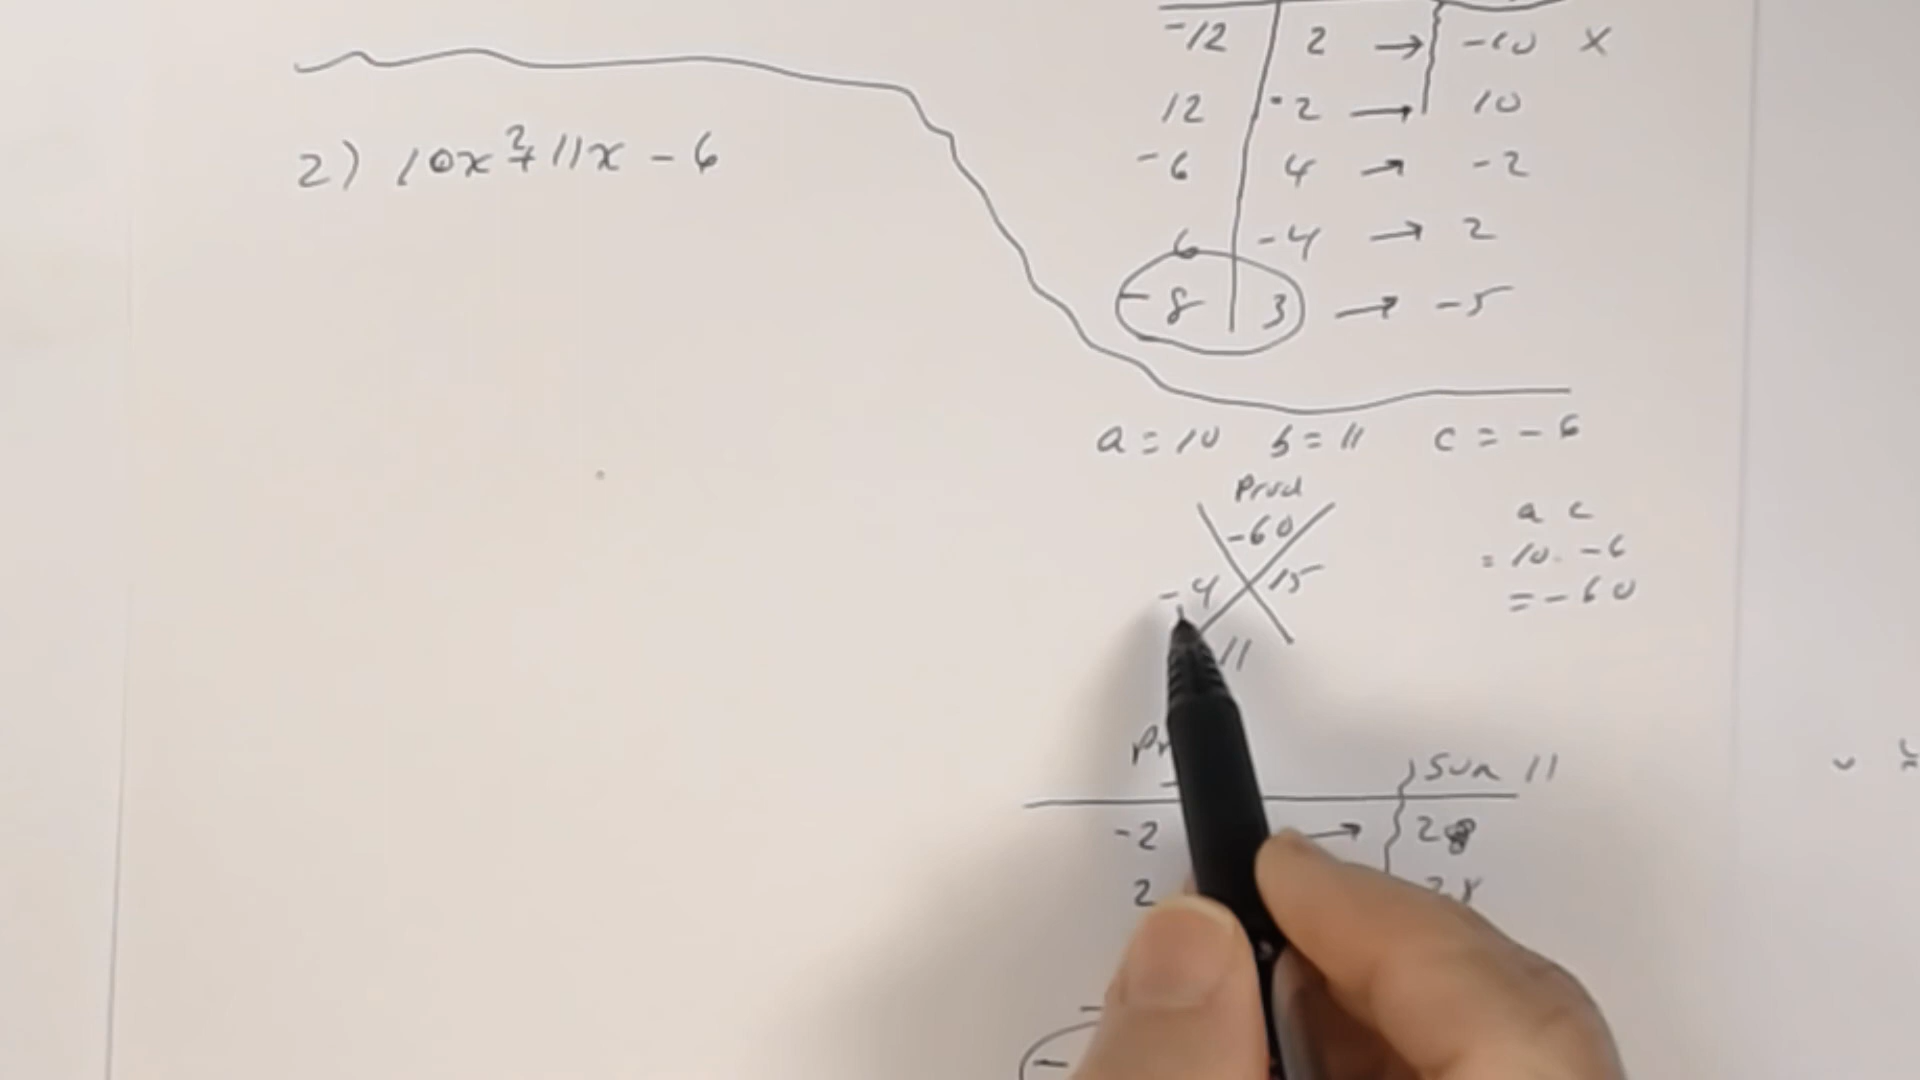 -12 2 → -10 X
12 -2 → 10
-6 4 → -2
6 -4 → 2
-8 3 → -5
2) 10x²+11x-6
a=10 b=11 c=-6
Prod
-60
-4 15
11
a c
= 10. -6
=-60
Sum 11
-2 → 28
2